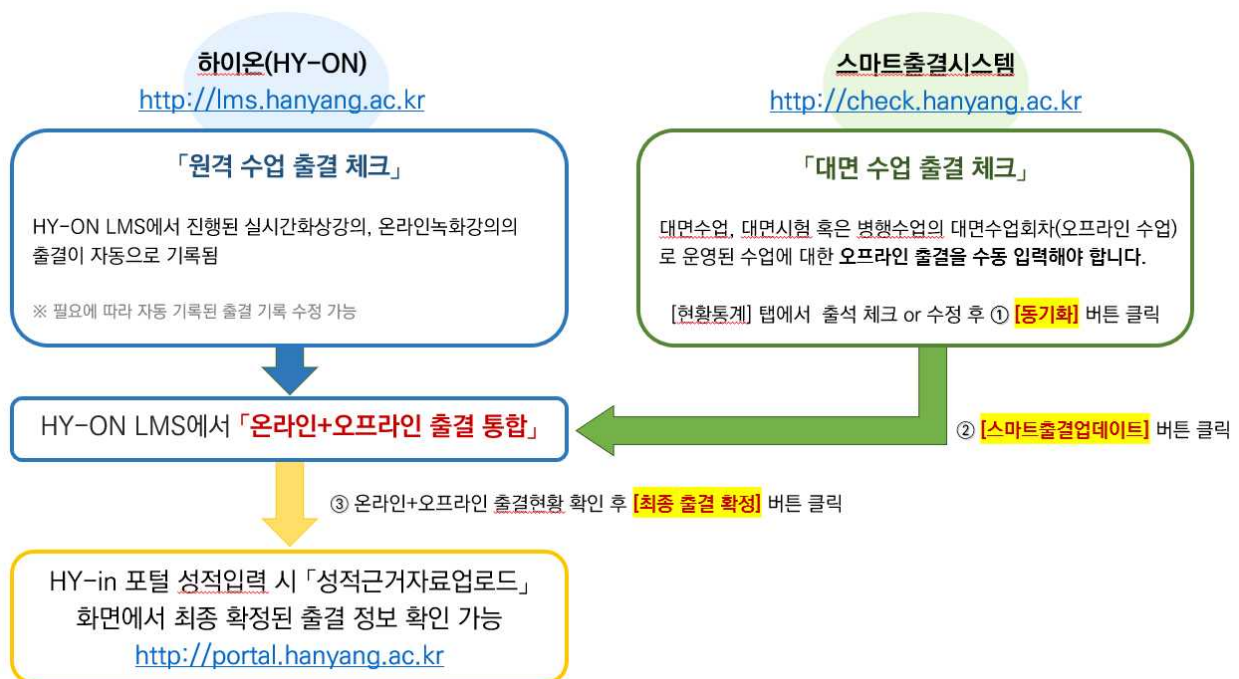 하이온(HY-ON)
http://lms.hanyang.ac.kr
「원격 수업 출결 체크」
HY-ON LMS에서 진행된 실시간화상강의, 온라인녹화강의의
출결이 자동으로 기록됨
※ 필요에 따라 자동 기록된 출결 기록 수정 가능
스마트출결시스템
http://check.hanyang.ac.kr
「대면 수업 출결 체크」
대면수업, 대면시험 혹은 병행수업의 대면수업회차(오프라인 수업)
로 운영된 수업에 대한 오프라인 출결을 수동 입력해야 합니다.
[현황통계] 탭에서 출석 체크 or 수정 후 ① [동기화] 버튼 클릭
HY-ON LMS에서 「온라인+오프라인 출결 통합」
② [스마트출결업데이트] 버튼 클릭
③ 온라인+오프라인 출결현황 확인 후 [최종 출결 확정] 버튼 클릭
HY-in 포털 성적입력 시 「성적근거자료업로드」
화면에서 최종 확정된 출결 정보 확인 가능
http://portal.hanyang.ac.kr